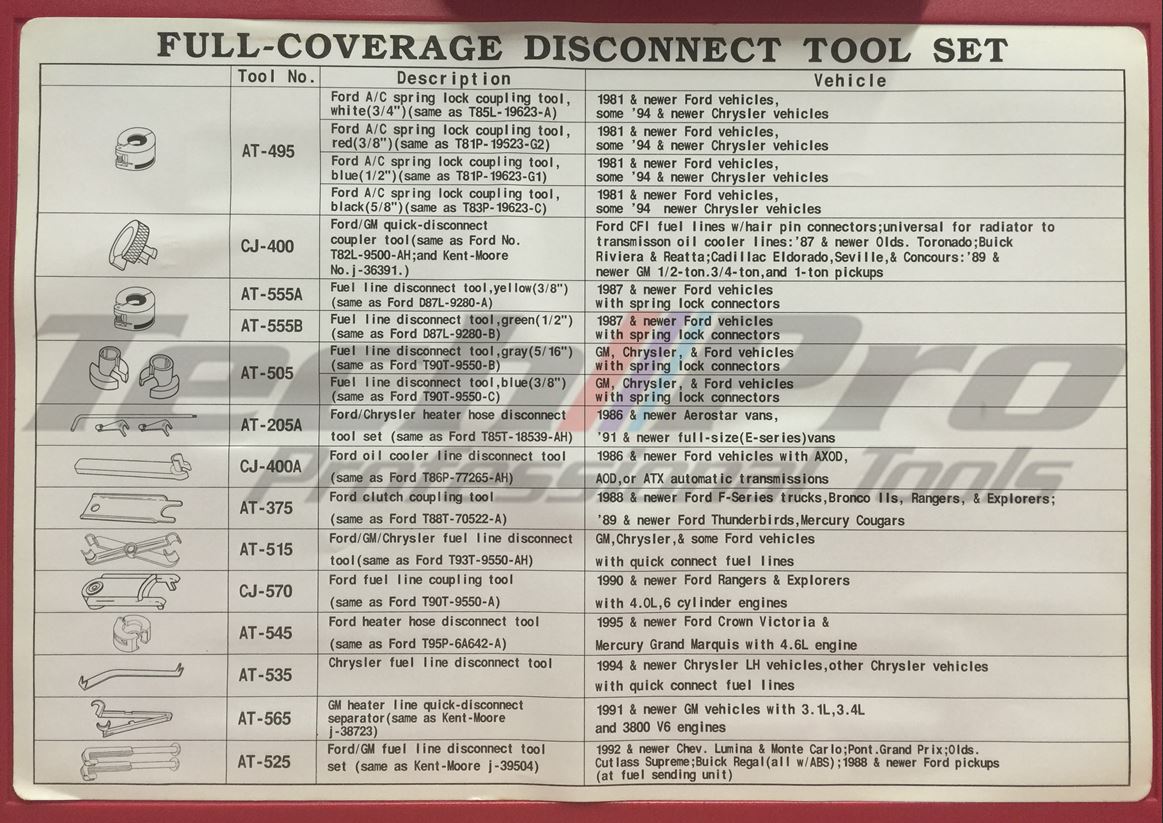 FULL-COVERAGE DISCONNECT TOOL SET
Tool No. Description Vehicle
AT-495
Ford A/C spring lock coupling tool,
white(3/4")(same as T85L-19623-A)
1981 & newer Ford vehicles,
some '94 & newer Chrysler vehicles
Ford A/C spring lock coupling tool,
red(3/8")(same as T81P-19523-G2)
1981 & newer Ford vehicles,
some '94 & newer Chrysler vehicles
Ford A/C spring lock coupling tool,
blue(1/2")(same as T81P-19623-G1)
1981 & newer Ford vehicles,
some '94 & newer Chrysler vehicles
Ford A/C spring lock coupling tool,
black(5/8")(same as T83P-19623-C)
1981 & newer Ford vehicles,
some '94 newer Chrysler vehicles
CJ-400
Ford/GM quick-disconnect
coupler tool(same as Ford No.
T82L-9500-AH;and Kent-Moore
No.j-36391.)
Ford CFI fuel lines w/hair pin connectors;universal for radiator to
transmisson oil cooler lines:'87 & newer Olds. Toronado;Buick
Riviera & Reatta;Cadillac Eldorado,Seville,& Concours:'89 &
newer GM 1/2-ton.3/4-ton,and 1-ton pickups
AT-555A
Fuel line disconnect tool,yellow(3/8")
(same as Ford D87L-9280-A)
1987 & newer Ford vehicles
with spring lock connectors
AT-555B
Fuel line disconnect tool,green(1/2")
(same as Ford D87L-9280-B)
1987 & newer Ford vehicles
with spring lock connectors
AT-505
Fuel line disconnect tool,gray(5/16")
(same as Ford T90T-9550-B)
GM, Chrysler, & Ford vehicles
with spring lock connectors
Fuel line disconnect tool,blue(3/8")
(same as Ford T90T-9550-C)
GM, Chrysler, & Ford vehicles
with spring lock connectors
AT-205A
Ford/Chrysler heater hose disconnect
tool set (same as Ford T85T-18539-AH)
1986 & newer Aerostar vans,
'91 & newer full-size(E-series)vans
CJ-400A
Ford oil cooler line disconnect tool
(same as Ford T86P-77265-AH)
1986 & newer Ford vehicles with AXOD,
AOD,or ATX automatic transmissions
AT-375
Ford clutch coupling tool
(same as Ford T88T-70522-A)
1988 & newer Ford F-Series trucks,Bronco IIs, Rangers, & Explorers;
'89 & newer Ford Thunderbirds,Mercury Cougars
AT-515
Ford/GM/Chrysler fuel line disconnect
tool(same as Ford T93T-9550-AH)
GM,Chrysler,& some Ford vehicles
with quick connect fuel lines
CJ-570
Ford fuel line coupling tool
(same as Ford T90T-9550-A)
1990 & newer Ford Rangers & Explorers
with 4.0L,6 cylinder engines
AT-545
Ford heater hose disconnect tool
(same as Ford T95P-6A642-A)
1995 & newer Ford Crown Victoria &
Mercury Grand Marquis with 4.6L engine
AT-535
Chrysler fuel line disconnect tool
1994 & newer Chrysler LH vehicles,other Chrysler vehicles
with quick connect fuel lines
AT-565
GM heater line quick-disconnect
separator(same as Kent-Moore
j-38723)
1991 & newer GM vehicles with 3.1L,3.4L
and 3800 V6 engines
AT-525
Ford/GM fuel line disconnect tool
set (same as Kent-Moore j-39504)
1992 & newer Chev. Lumina & Monte Carlo;Pont.Grand Prix;Olds.
Cutlass Supreme;Buick Regal(all w/ABS);1988 & newer Ford pickups
(at fuel sending unit)
Tech Pro
Professional Tools